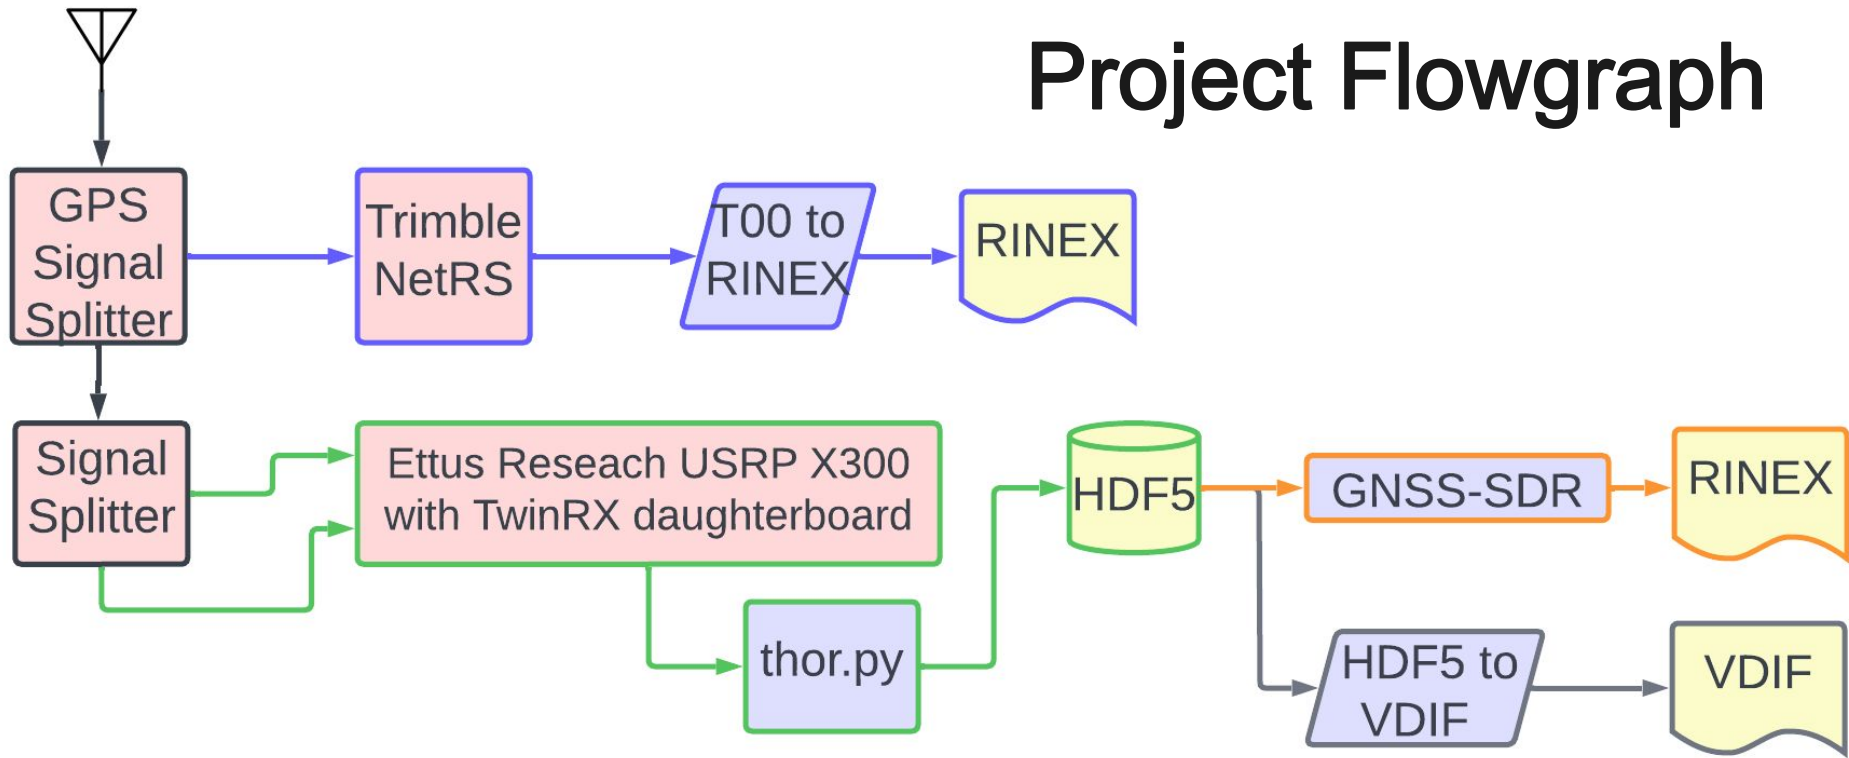 Project Flowgraph
GPS
Signal
Splitter
Trimble
NetRS
T00 to
RINEX
RINEX
Signal
Splitter
Ettus Reseach USRP X300
with TwinRX daughterboard
thor.py
HDF5
GNSS-SDR
RINEX
HDF5 to
VDIF
VDIF